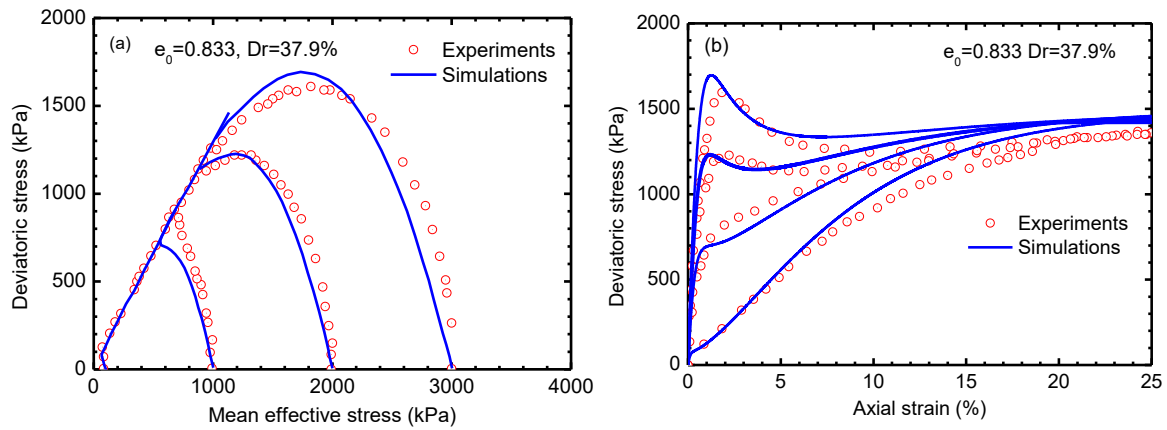 (a)
e₀=0.833, Dr=37.9%
Experiments
Simulations
2000
1500
1000
500
0
0
1000
2000
3000
4000
Deviatoric stress (kPa)
Mean effective stress (kPa)
(b)
e₀=0.833 Dr=37.9%
Experiments
Simulations
2000
1500
1000
500
0
0
5
10
15
20
25
Deviatoric stress (kPa)
Axial strain (%)